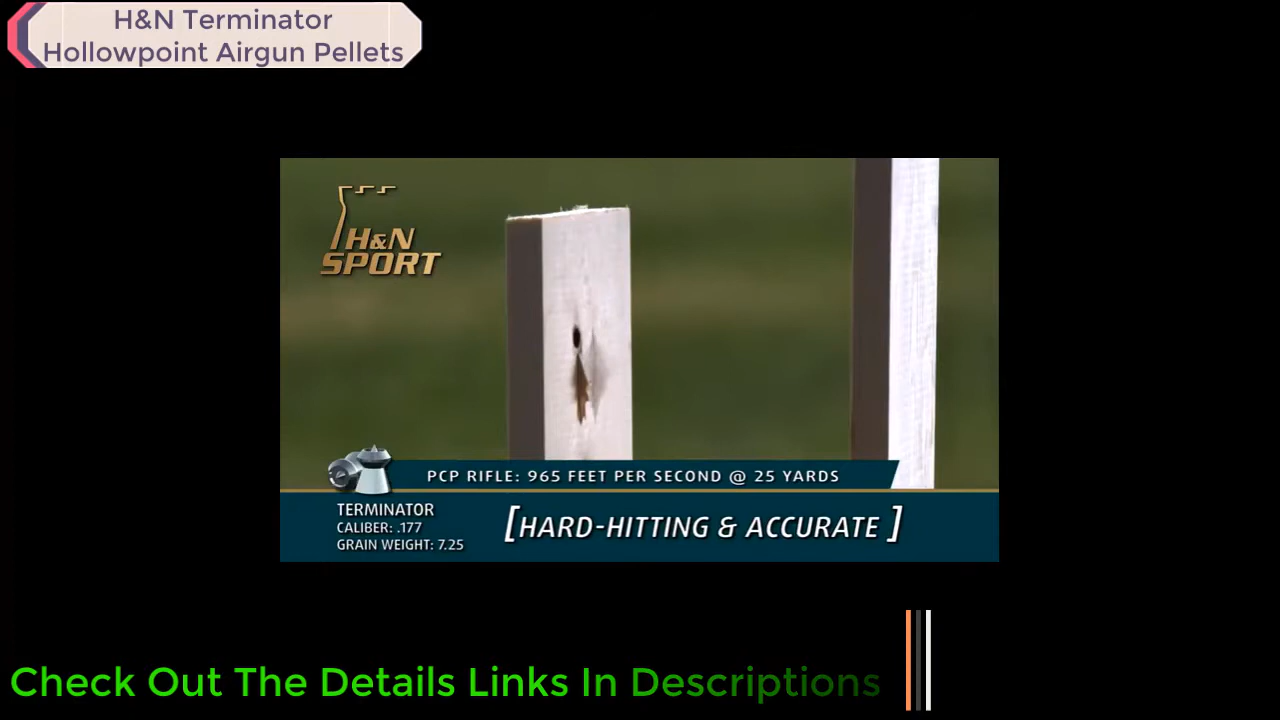 H&N Terminator
Hollowpoint Airgun Pellets
H&N
SPORT
PCP RIFLE: 965 FEET PER SECOND @ 25 YARDS
TERMINATOR
CALIBER: .177
GRAIN WEIGHT: 7.25
[HARD-HITTING & ACCURATE ]
Check Out The Details Links In Descriptions